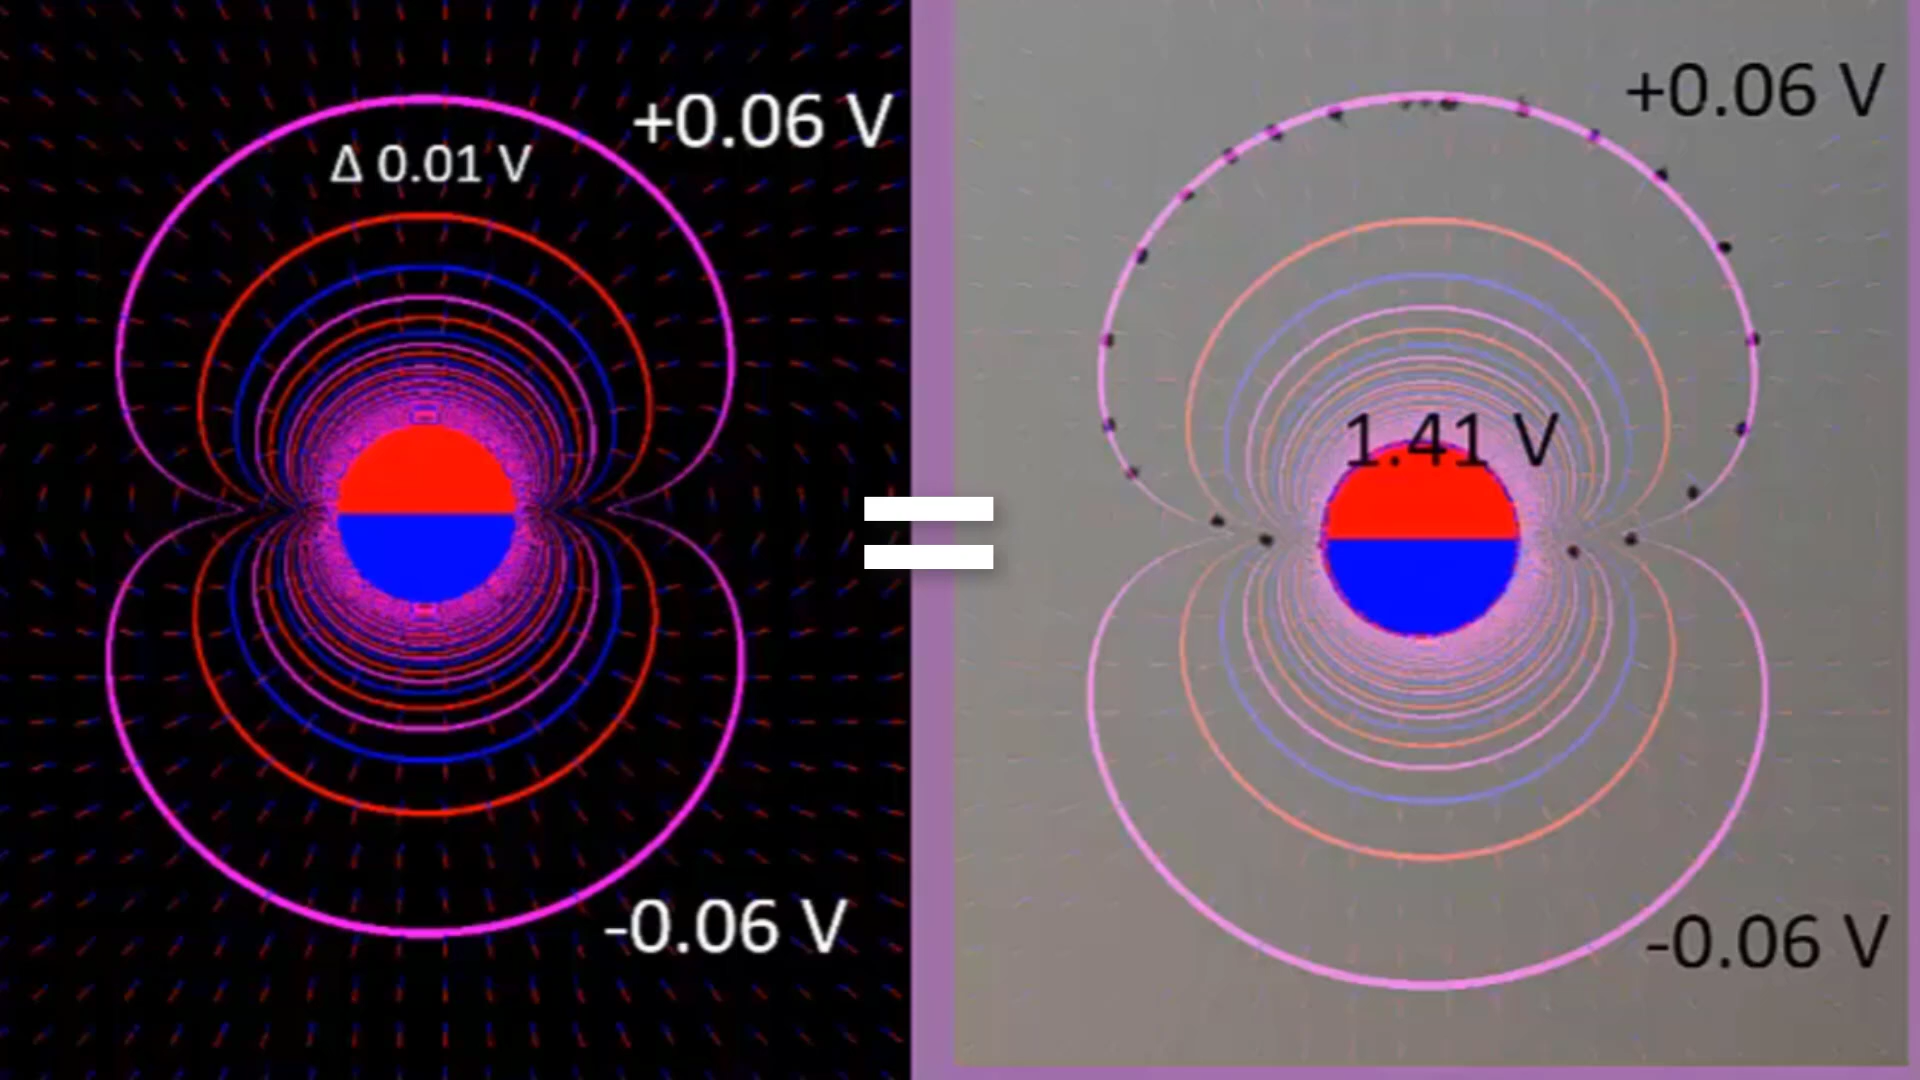 +0.06 V
Δ 0.01 V
-0.06 V
=
+0.06 V
1.41 V
-0.06 V